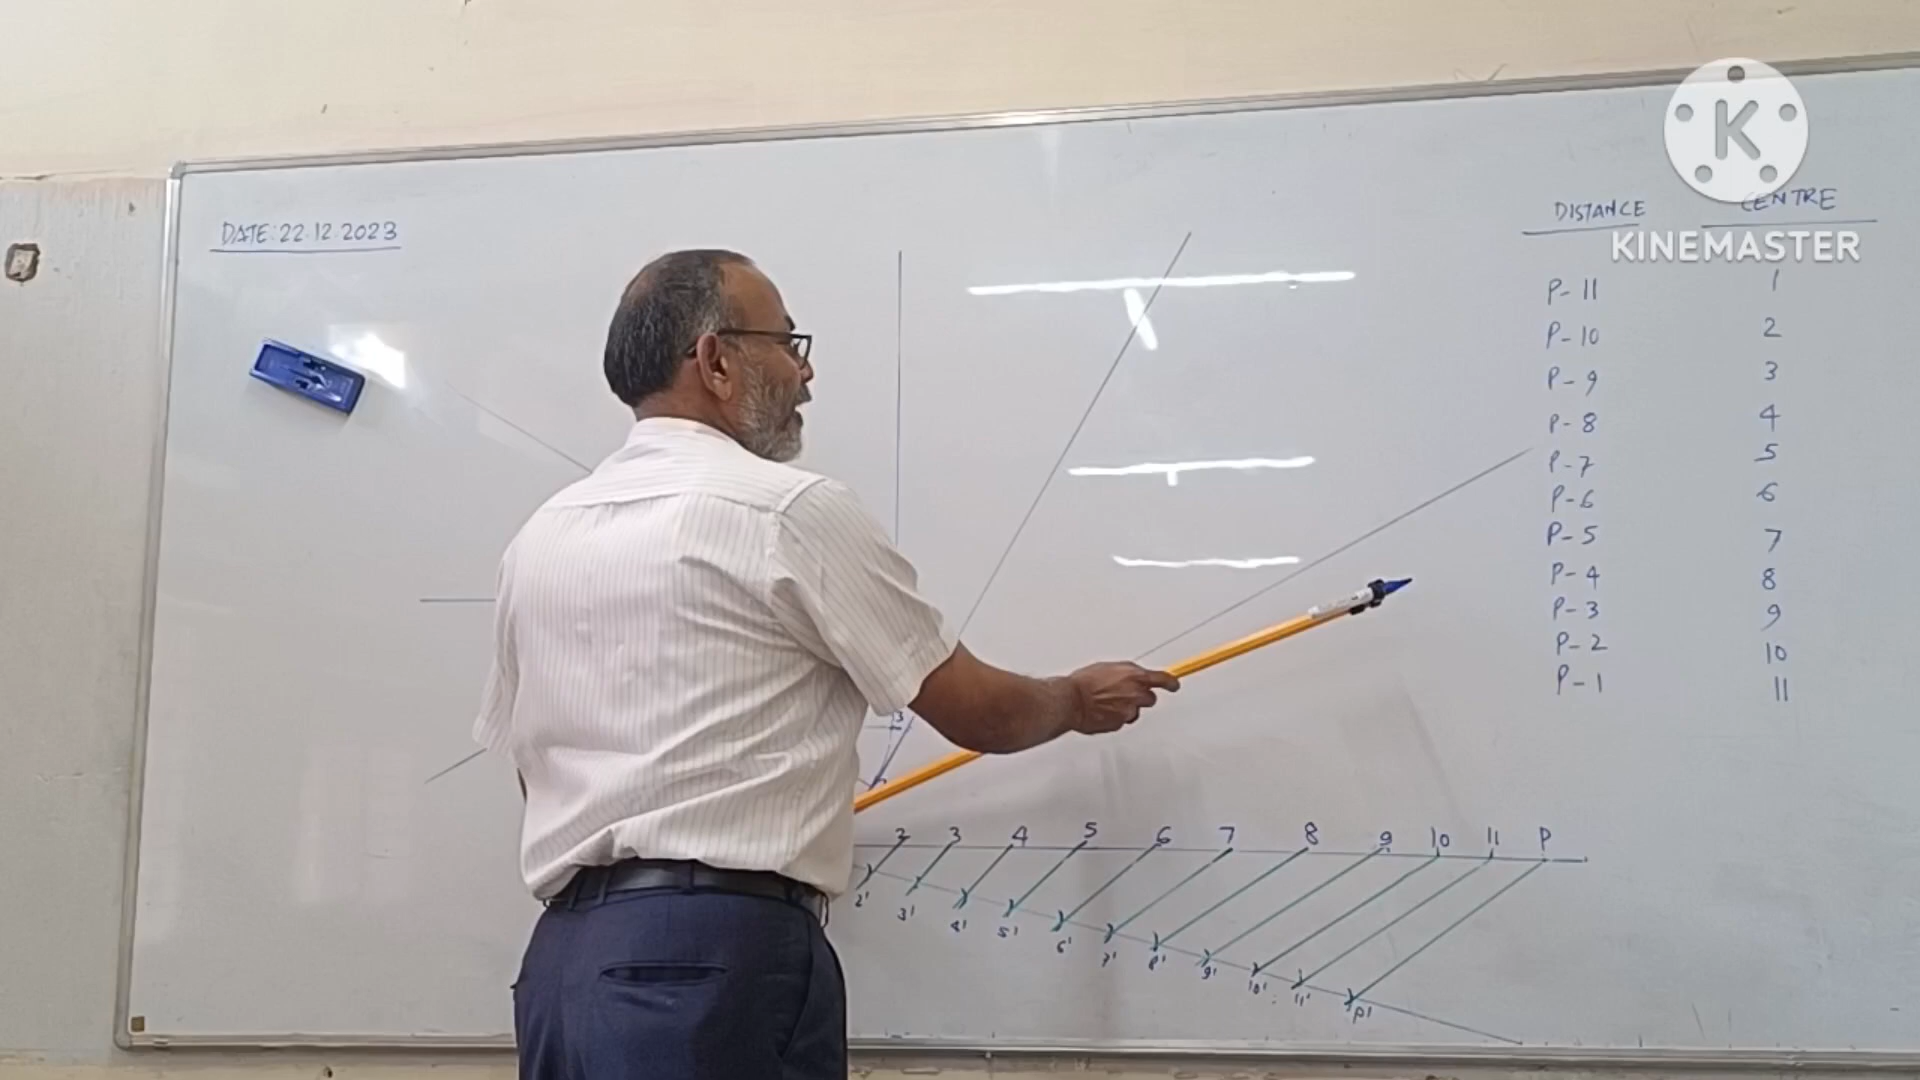 DATE: 22.12.2023
K
KINEMASTER
DISTANCE CENTRE
P-11 1
P-10 2
P-9 3
P-8 4
P-7 5
P-6 6
P-5 7
P-4 8
P-3 9
P-2 10
P-1 11
3
2 3 4 5 6 7 8 9 10 11 P
2' 3' 4' 5' 6' 7' 8' 9' 10' 11' P'